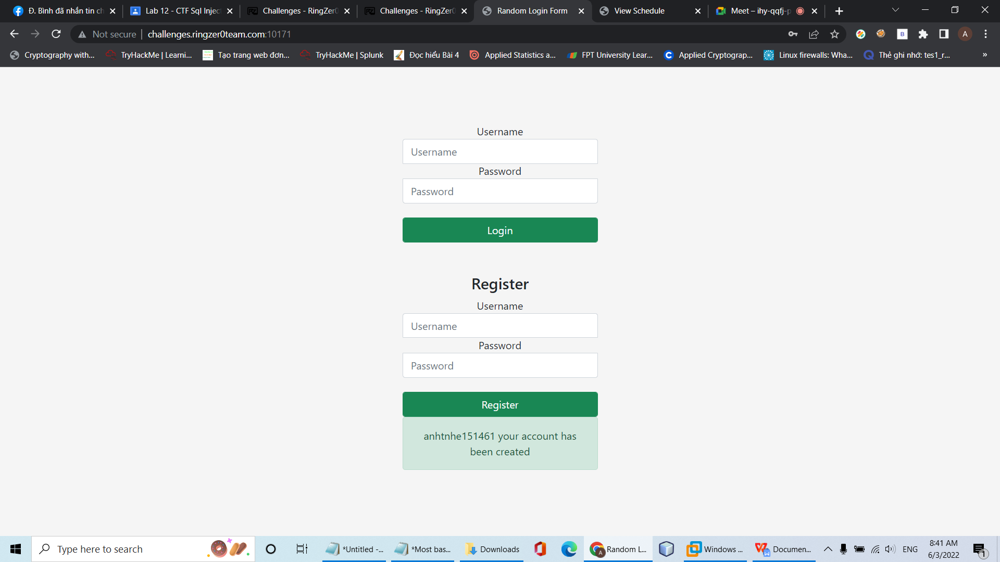 Đ. Bình đã nhắn tin ch
Lab 12 - CTF Sql Inject
Challenges - RingZer0
Challenges - RingZer0
Random Login Form
View Schedule
Meet – ihy-qqfj-p
Not secure
challenges.ringzer0team.com:10171
B
A
Cryptography with...
TryHackMe | Learni...
Tạo trang web đơn...
TryHackMe | Splunk
Đọc hiểu Bài 4
Applied Statistics a...
FPT University Lear...
Applied Cryptograp...
Linux firewalls: Wha...
Thẻ ghi nhớ: tes1_r...
»
Username
Username
Password
Password
Login
Register
Username
Username
Password
Password
Register
anhtnhe151461 your account has
been created
Type here to search
*Untitled -...
*Most bas...
Downloads
Random L...
Windows ...
Documen...
ENG
8:41 AM
6/3/2022
1